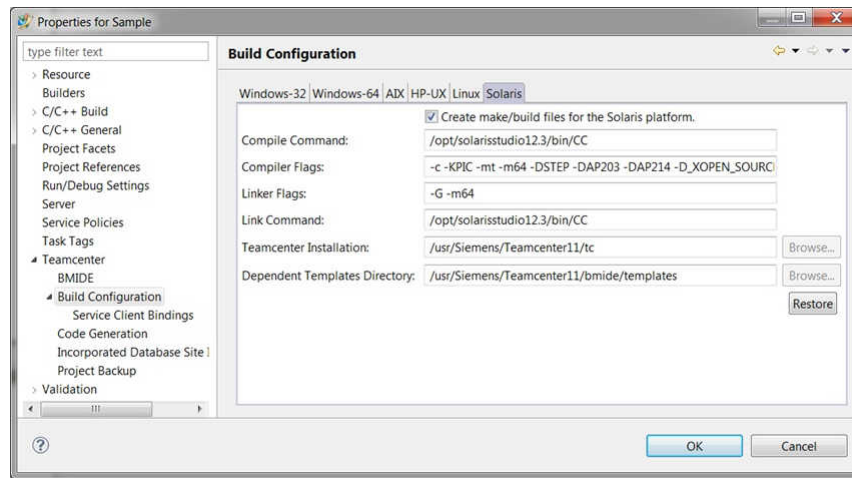 Properties for Sample
type filter text
Resource
Builders
C/C++ Build
C/C++ General
Project Facets
Project References
Run/Debug Settings
Server
Service Policies
Task Tags
Teamcenter
BMIDE
Build Configuration
Service Client Bindings
Code Generation
Incorporated Database Site
Project Backup
Validation
Build Configuration
Windows-32 Windows-64 AIX HP-UX Linux Solaris
Create make/build files for the Solaris platform.
Compile Command: /opt/solarisstudio12.3/bin/CC
Compiler Flags: -c -KPIC -mt -m64 -DSTEP -DAP203 -DAP214 -D_XOPEN_SOURC
Linker Flags: -G -m64
Link Command: /opt/solarisstudio12.3/bin/CC
Teamcenter Installation: /usr/Siemens/Teamcenter11/tc Browse...
Dependent Templates Directory: /usr/Siemens/Teamcenter11/bmide/templates Browse...
Restore
OK Cancel